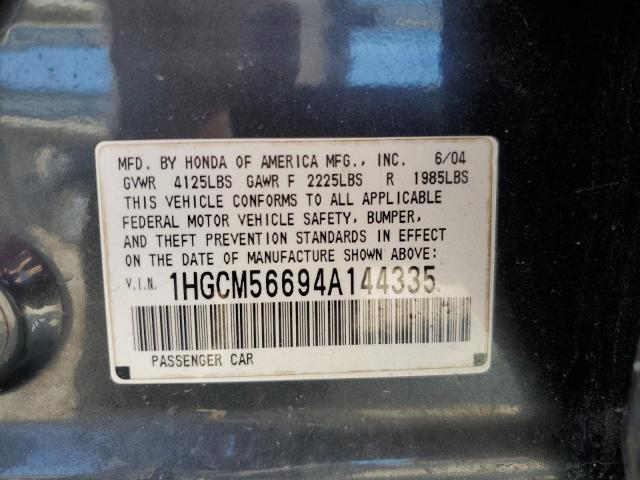 MFD. BY HONDA OF AMERICA MFG., INC. 6/04
GVWR 4125LBS GAWR F 2225LBS R 1985LBS
THIS VEHICLE CONFORMS TO ALL APPLICABLE
FEDERAL MOTOR VEHICLE SAFETY, BUMPER,
AND THEFT PREVENTION STANDARDS IN EFFECT
ON THE DATE OF MANUFACTURE SHOWN ABOVE:
V.I.N. 1HGCM56694A144335
PASSENGER CAR